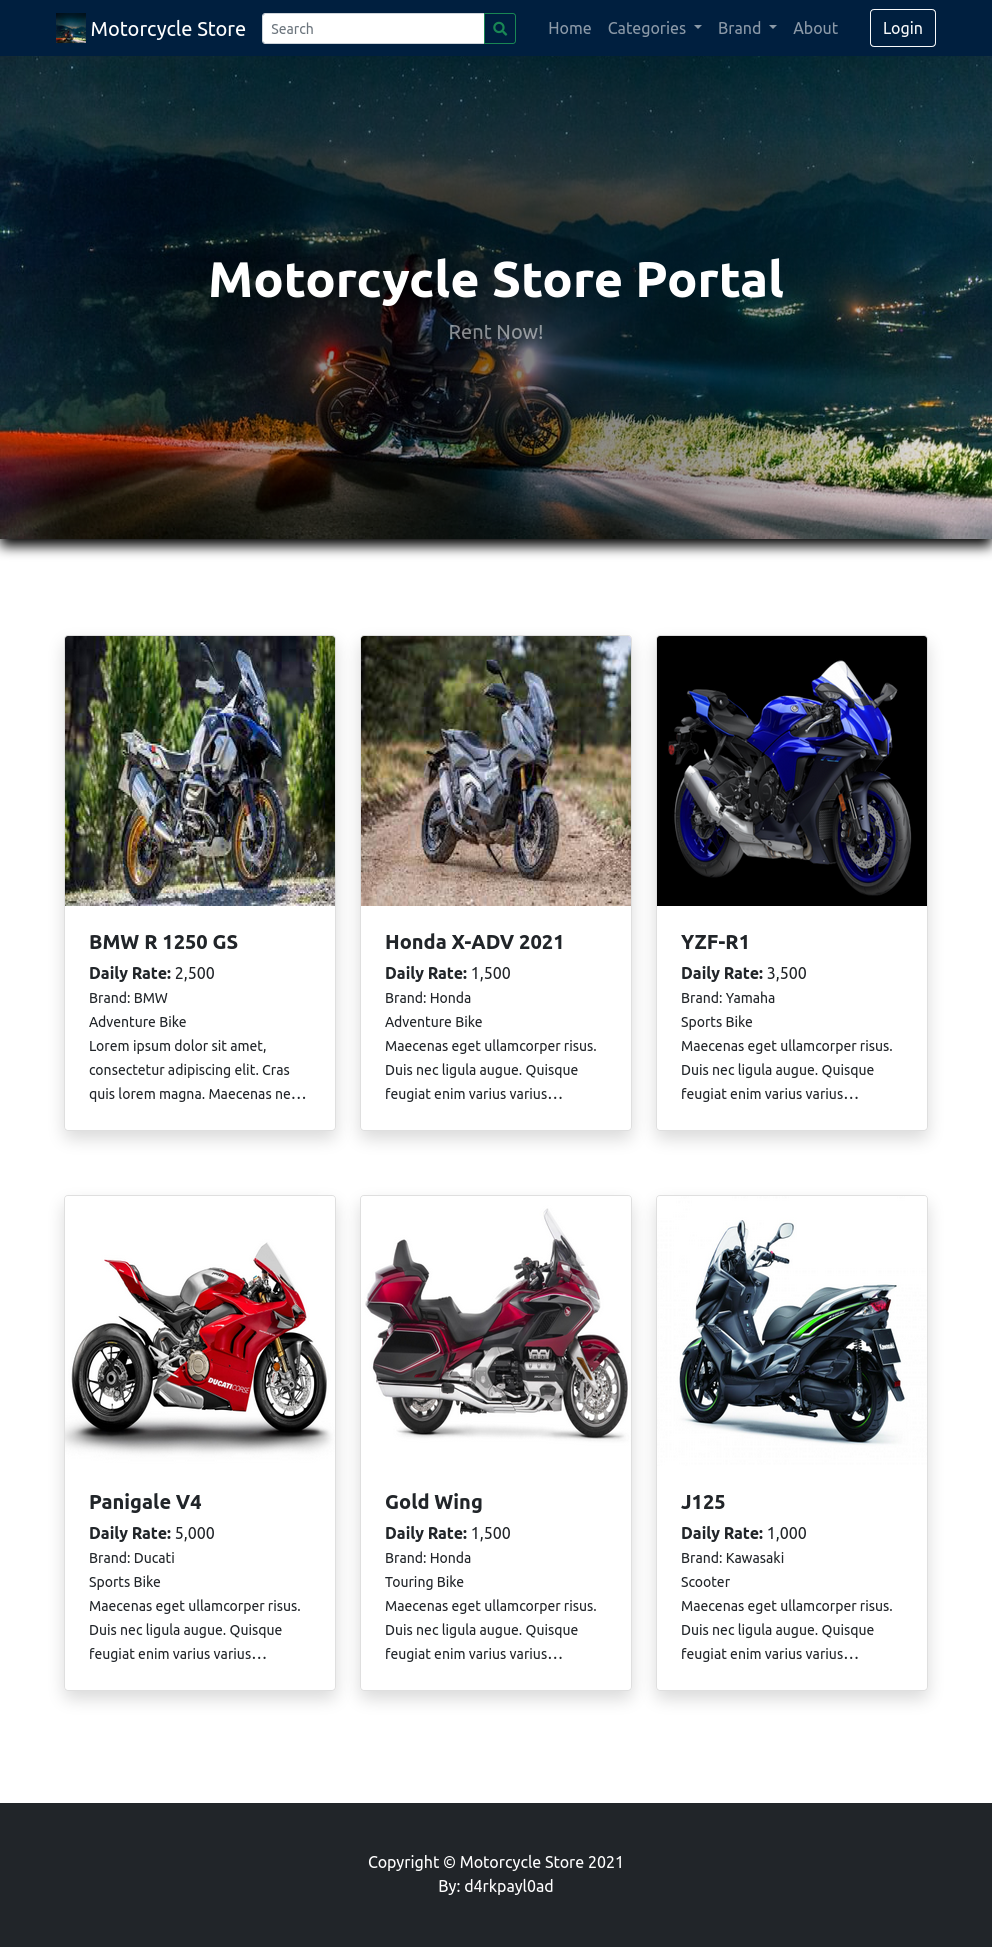 Motorcycle Store
Search
Home
Categories
Brand
About
Login
Motorcycle Store Portal
Rent Now!
BMW R 1250 GS
Daily Rate: 2,500
Brand: BMW
Adventure Bike
Lorem ipsum dolor sit amet,
consectetur adipiscing elit. Cras
quis lorem magna. Maecenas ne…
Honda X-ADV 2021
Daily Rate: 1,500
Brand: Honda
Adventure Bike
Maecenas eget ullamcorper risus.
Duis nec ligula augue. Quisque
feugiat enim varius varius…
YZF-R1
Daily Rate: 3,500
Brand: Yamaha
Sports Bike
Maecenas eget ullamcorper risus.
Duis nec ligula augue. Quisque
feugiat enim varius varius…
DUCATI CORSE
Panigale V4
Daily Rate: 5,000
Brand: Ducati
Sports Bike
Maecenas eget ullamcorper risus.
Duis nec ligula augue. Quisque
feugiat enim varius varius…
Gold Wing
Daily Rate: 1,500
Brand: Honda
Touring Bike
Maecenas eget ullamcorper risus.
Duis nec ligula augue. Quisque
feugiat enim varius varius…
Kawasaki
J125
Daily Rate: 1,000
Brand: Kawasaki
Scooter
Maecenas eget ullamcorper risus.
Duis nec ligula augue. Quisque
feugiat enim varius varius…
Copyright © Motorcycle Store 2021
By: d4rkpayl0ad